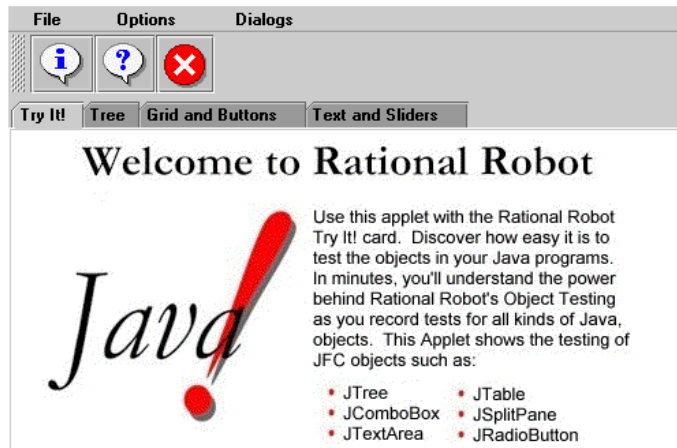 File Options Dialogs
i ?
Try It! Tree Grid and Buttons Text and Sliders
Welcome to Rational Robot
Java!
Use this applet with the Rational Robot
Try It! card. Discover how easy it is to
test the objects in your Java programs.
In minutes, you'll understand the power
behind Rational Robot's Object Testing
as you record tests for all kinds of Java,
objects. This Applet shows the testing of
JFC objects such as:
• JTree • JTable
• JComboBox • JSplitPane
• JTextArea • JRadioButton